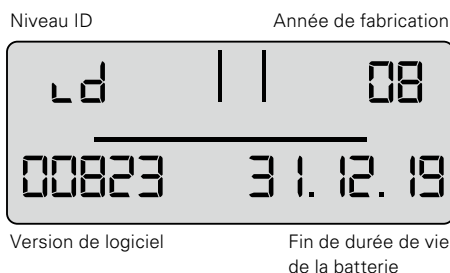 Niveau ID Année de fabrication
id 08
00823 31.12.19
Version de logiciel Fin de durée de vie
de la batterie